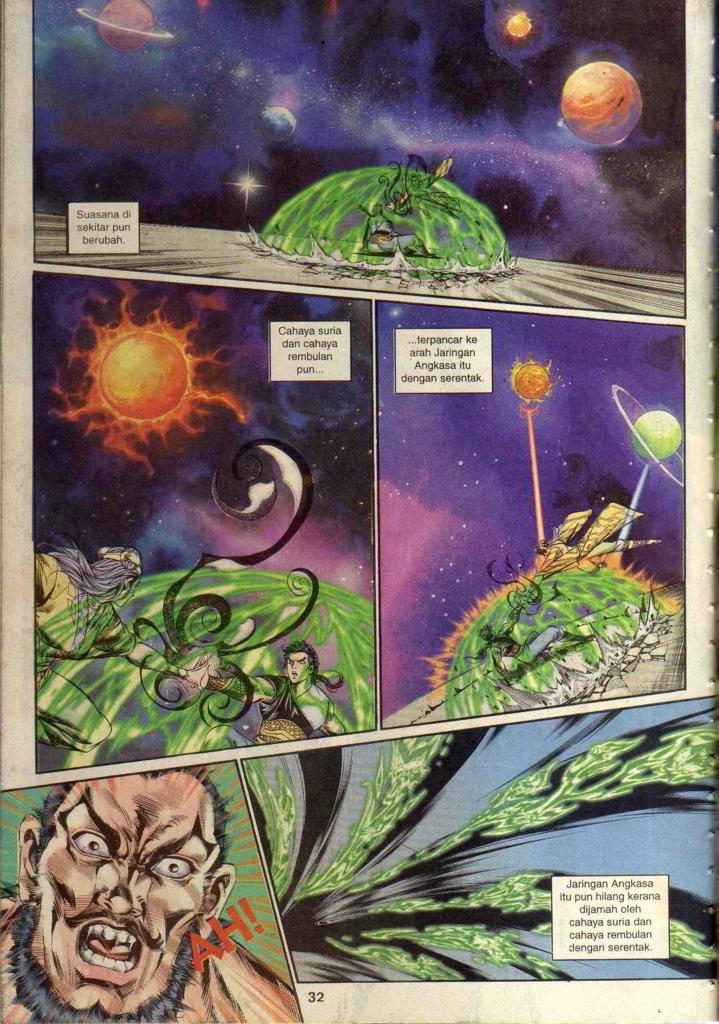 Suasana di
sekitar pun
berubah.
Cahaya suria
dan cahaya
rembulan
pun...
...terpancar ke
arah Jaringan
Angkasa itu
dengan serentak.
AH!
Jaringan Angkasa
itu pun hilang kerana
dijamah oleh
cahaya suria dan
cahaya rembulan
dengan serentak.
32